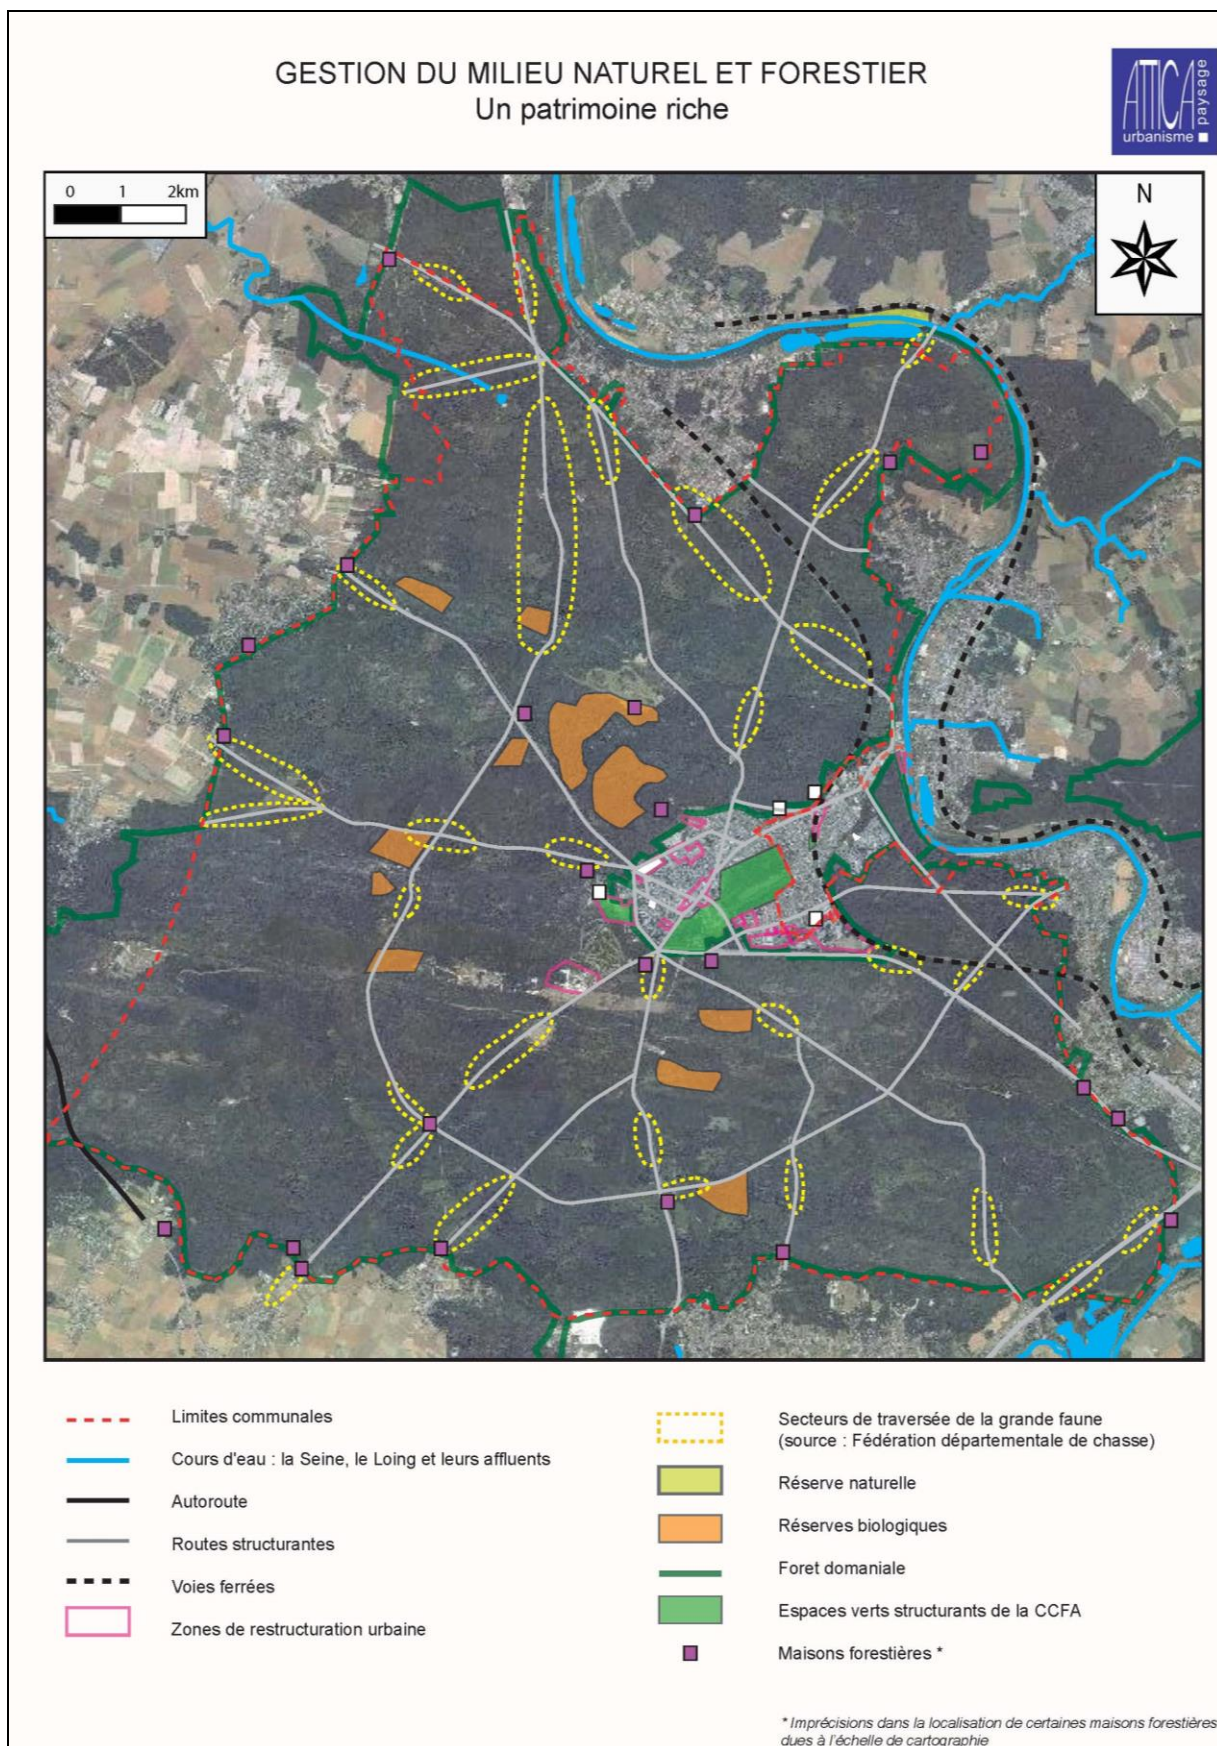 GESTION DU MILIEU NATUREL ET FORESTIER
Un patrimoine riche
ATTICA
urbanisme
paysage
0 1 2km
N
Limites communales
Cours d'eau : la Seine, le Loing et leurs affluents
Autoroute
Routes structurantes
Voies ferrées
Zones de restructuration urbaine
Secteurs de traversée de la grande faune
(source : Fédération départementale de chasse)
Réserve naturelle
Réserves biologiques
Foret domaniale
Espaces verts structurants de la CCFA
Maisons forestières *
* Imprécisions dans la localisation de certaines maisons forestières
dues à l'échelle de cartographie